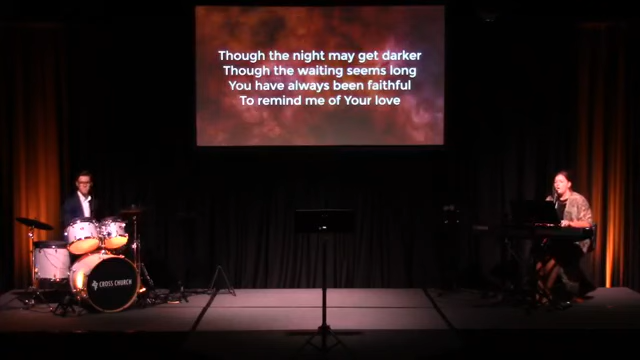 Though the night may get darker
Though the waiting seems long
You have always been faithful
To remind me of Your love
CROSS CHURCH